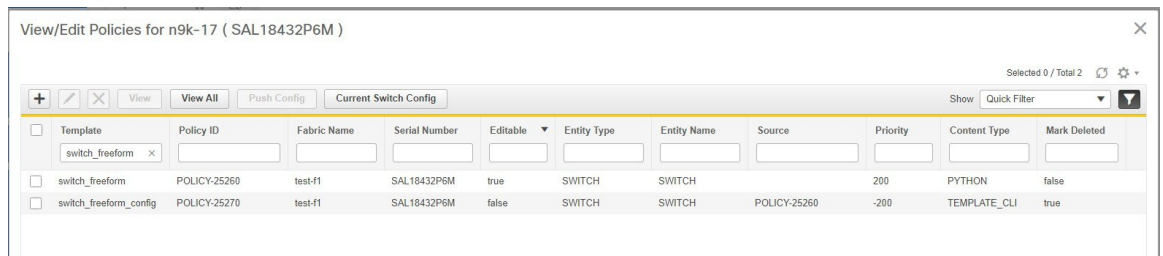 View/Edit Policies for n9k-17 ( SAL18432P6M )
Selected 0 / Total 2
View View All Push Config Current Switch Config Show Quick Filter
Template Policy ID Fabric Name Serial Number Editable Entity Type Entity Name Source Priority Content Type Mark Deleted
switch_freeform
switch_freeform POLICY-25260 test-f1 SAL18432P6M true SWITCH SWITCH 200 PYTHON false
switch_freeform_config POLICY-25270 test-f1 SAL18432P6M false SWITCH SWITCH POLICY-25260 -200 TEMPLATE_CLI true